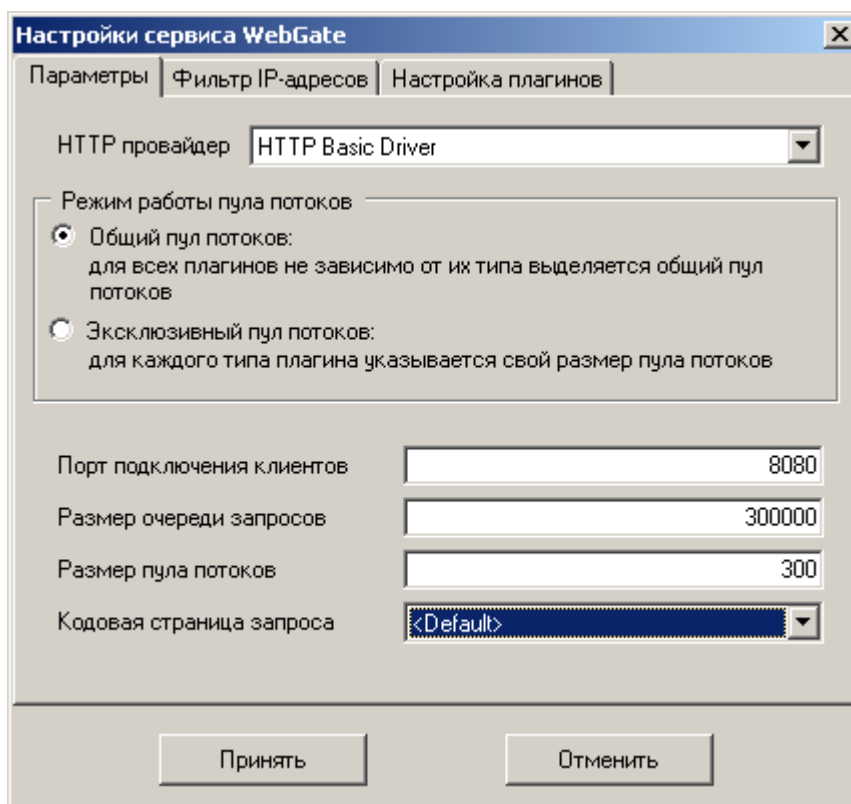 Настройки сервиса WebGate
Параметры Фильтр IP-адресов Настройка плагинов
HTTP провайдер HTTP Basic Driver
Режим работы пула потоков
Общий пул потоков:
для всех плагинов не зависимо от их типа выделяется общий пул
потоков
Эксклюзивный пул потоков:
для каждого типа плагина указывается свой размер пула потоков
Порт подключения клиентов 8080
Размер очереди запросов 300000
Размер пула потоков 300
Кодовая страница запроса <Default>
Принять Отменить